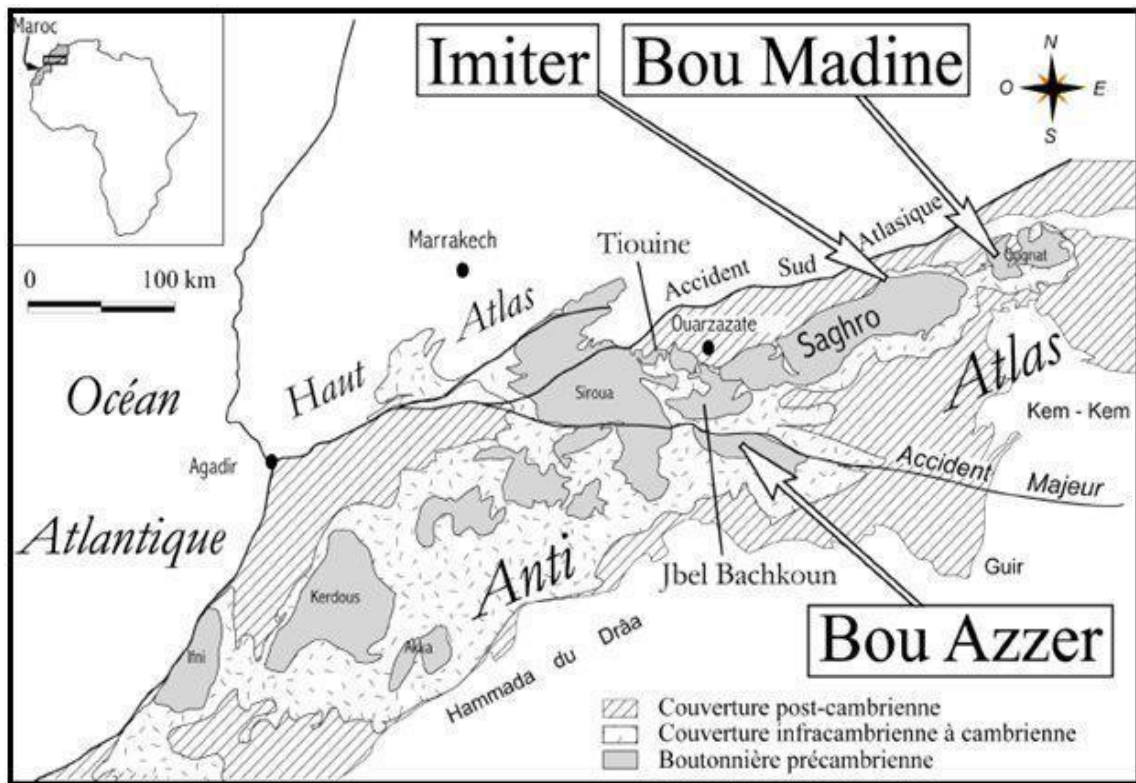 Maroc
Imiter
Bou Madine
N
O
E
S
Marrakech
Tiouine
Accident Sud Atlasique
0 100 km
Ougnat
Ouarzazate
Saghro
Haut Atlas
Siroua
Océan
Atlantique
Agadir
Anti Atlas
Kem - Kem
Accident Majeur
Jbel Bachkoun
Guir
Kerdous
Akka
Ifni
Bou Azzer
Hammada du Drâa
Couverture post-cambrienne
Couverture infracambrienne à cambrienne
Boutonnière précambrienne